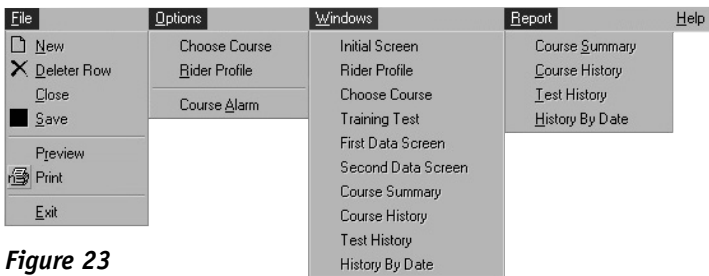 File
New
Deleter Row
Close
Save
Preview
Print
Exit
Options
Choose Course
Rider Profile
Course Alarm
Windows
Initial Screen
Rider Profile
Choose Course
Training Test
First Data Screen
Second Data Screen
Course Summary
Course History
Test History
History By Date
Report
Course Summary
Course History
Test History
History By Date
Help
Figure 23